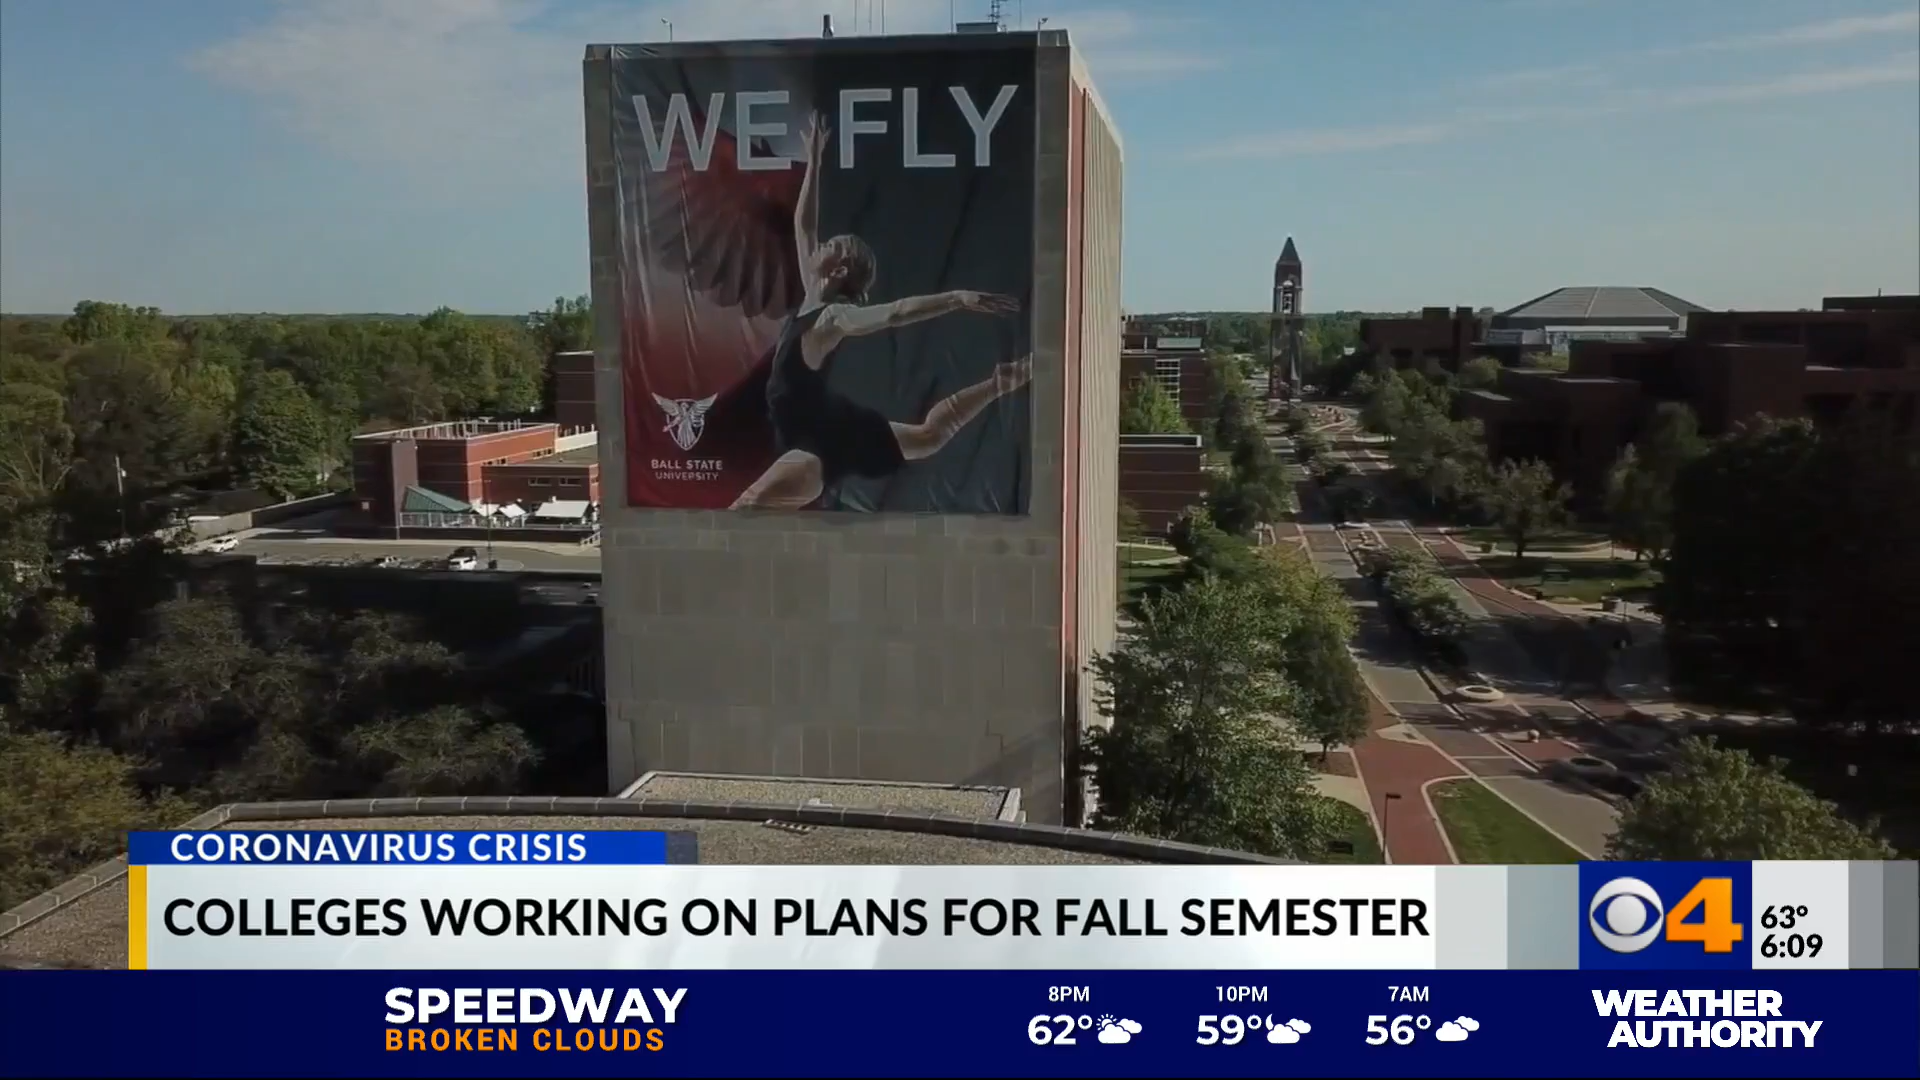 WE FLY
BALL STATE
UNIVERSITY
CORONAVIRUS CRISIS
COLLEGES WORKING ON PLANS FOR FALL SEMESTER
4
63°
6:09
SPEEDWAY
BROKEN CLOUDS
8PM
62°
10PM
59°
7AM
56°
WEATHER
AUTHORITY